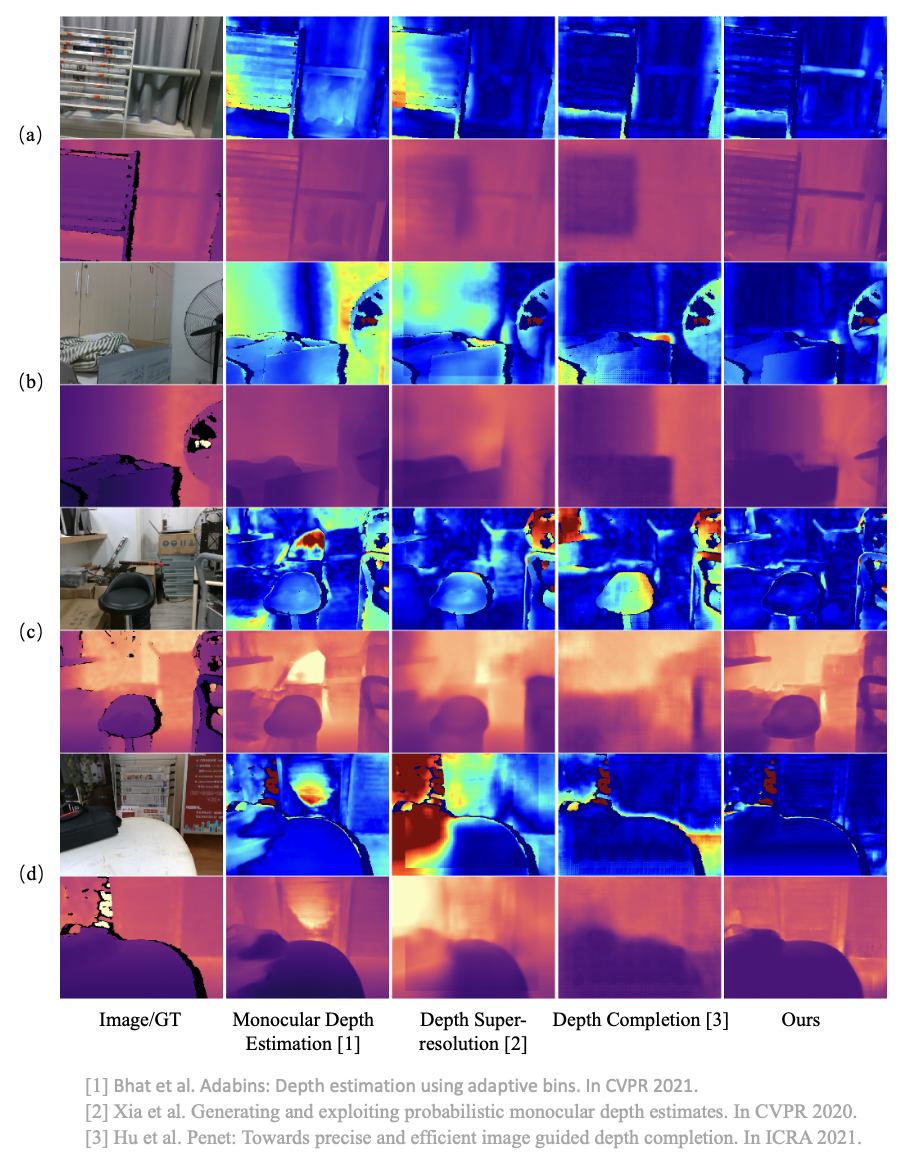 (a)
(b)
(c)
(d)
Image/GT
Monocular Depth
Estimation [1]
Depth Super-
resolution [2]
Depth Completion [3]
Ours
[1] Bhat et al. Adabins: Depth estimation using adaptive bins. In CVPR 2021.
[2] Xia et al. Generating and exploiting probabilistic monocular depth estimates. In CVPR 2020.
[3] Hu et al. Penet: Towards precise and efficient image guided depth completion. In ICRA 2021.